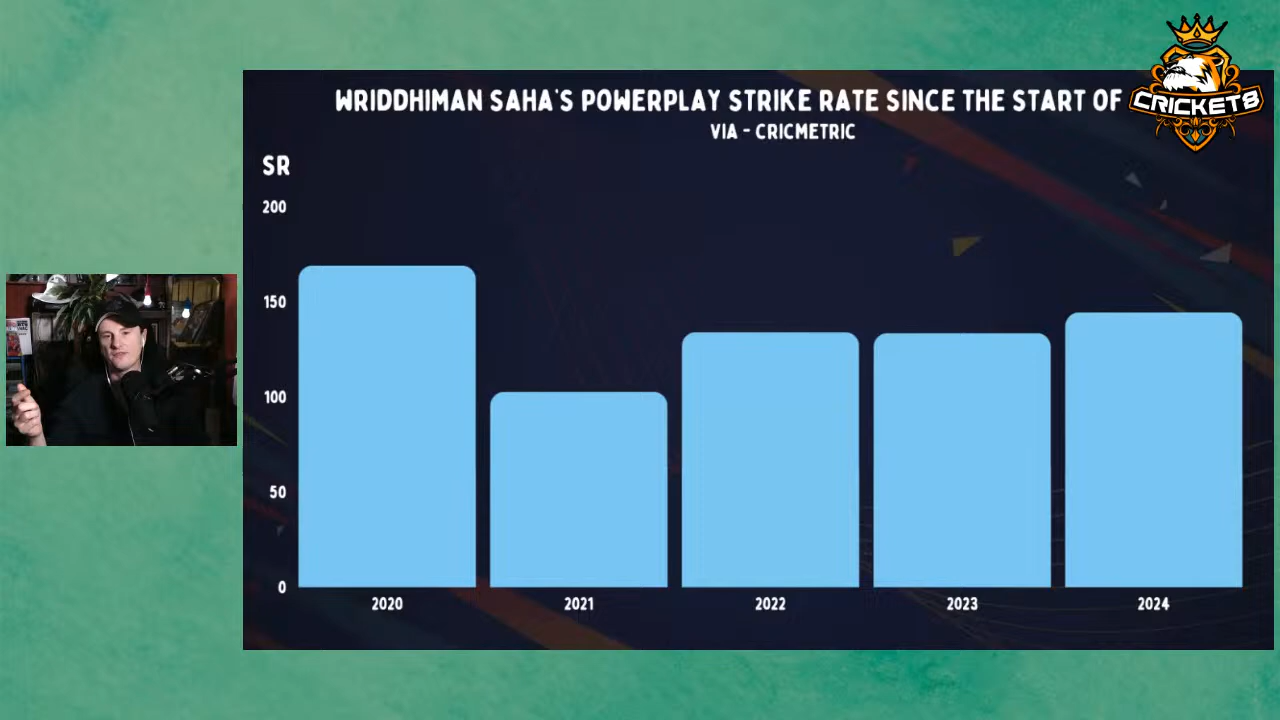 WRIDDHIMAN SAHA'S POWERPLAY STRIKE RATE SINCE THE START OF
CRICKET8
VIA - CRICMETRIC
SR
200
150
100
50
0
2020
2021
2022
2023
2024